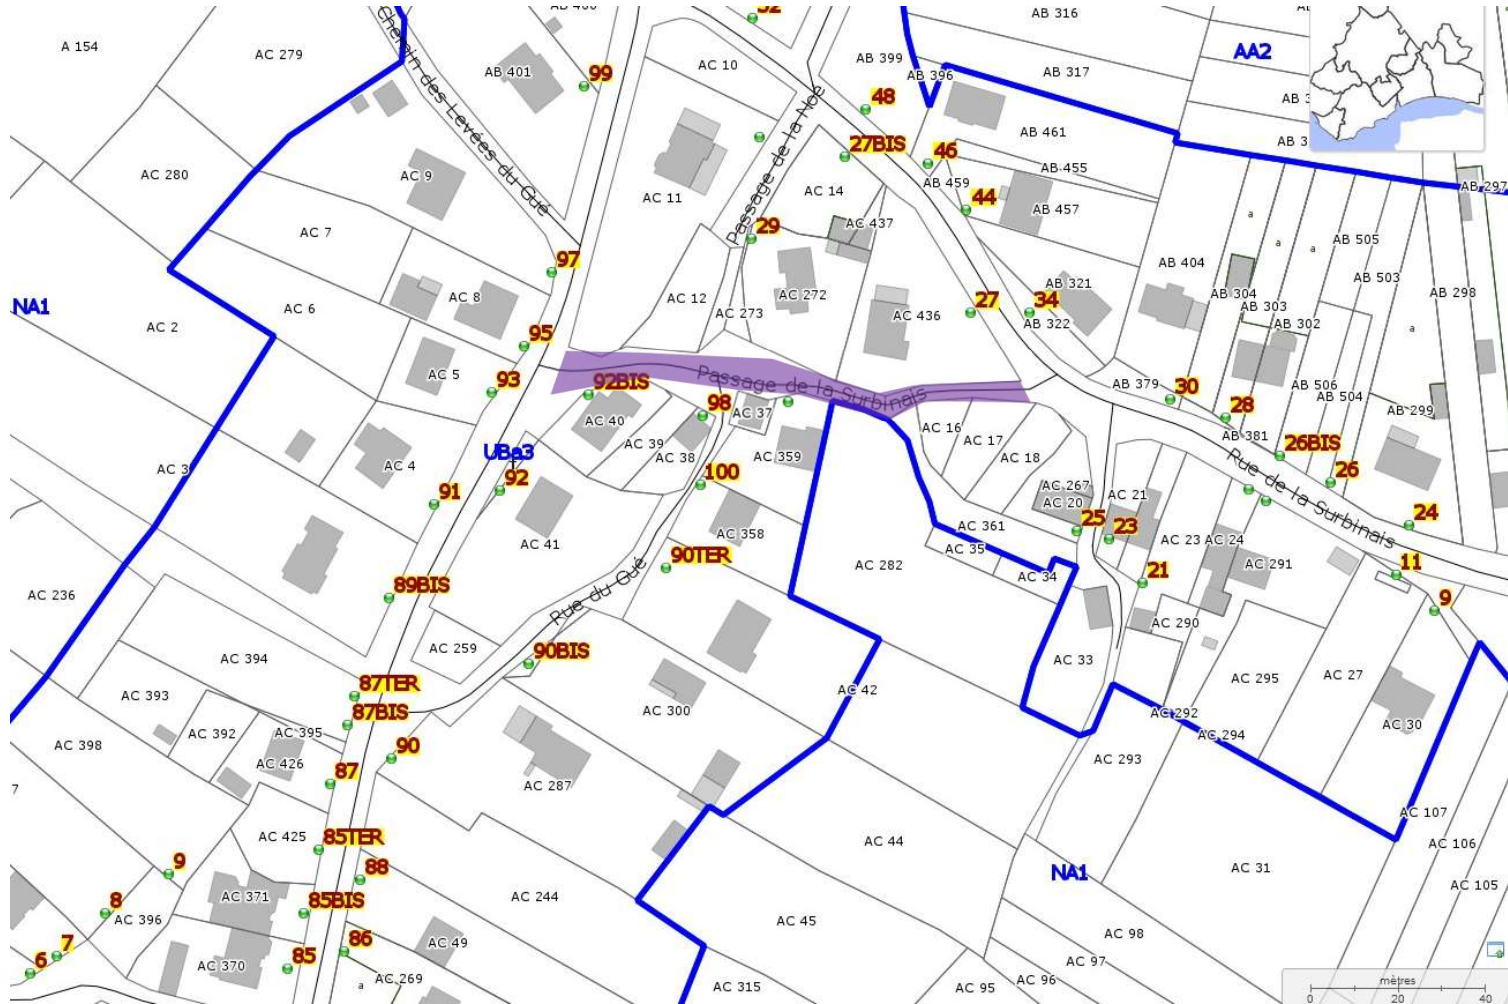 52
AB 316
AA2
A 154
AC 279
AB 401
99
AC 10
AB 399
AB 396
AB 317
48
Chemin des Levées du Gué
Passage de la Noé
27BIS
46
AB 461
AB 455
AB 459
44
AB 457
AB 297
AC 280
AC 9
AC 11
AC 14
AC 437
29
AC 7
97
AB 404
AB 505
AB 503
AB 304
AB 303
AB 302
AB 298
a
a
a
a
NA1
AC 2
AC 6
AC 8
95
AC 12
AC 273
AC 272
AC 436
27
34
AB 321
AB 322
AC 5
93
92BIS
Passage de la Surbinais
98
AC 37
AC 40
AC 39
AC 38
AC 359
AC 16
AC 17
AC 18
AB 379
30
28
AB 381
26BIS
AB 506
AB 504
AB 299
26
24
Rue de la Surbinais
AC 3
AC 4
UBa3
92
91
100
AC 41
AC 358
90TER
AC 267
AC 20
25
AC 21
23
AC 361
AC 35
AC 34
AC 282
21
AC 23
AC 24
AC 291
11
9
AC 236
89BIS
Rue du Gué
AC 259
90BIS
AC 290
AC 33
AC 394
AC 393
AC 392
AC 395
87TER
87BIS
AC 300
AC 42
AC 292
AC 294
AC 295
AC 27
AC 30
AC 398
AC 426
90
87
AC 287
AC 293
7
AC 425
85TER
88
AC 44
NA1
AC 31
AC 107
AC 106
AC 105
9
8
AC 396
AC 371
85BIS
AC 244
AC 45
AC 98
7
6
AC 370
85
86
AC 49
AC 269
a
AC 315
AC 95
AC 96
AC 97
mètres
0 20 40